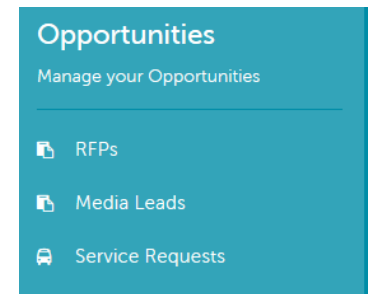 Opportunities
Manage your Opportunities
RFPs
Media Leads
Service Requests